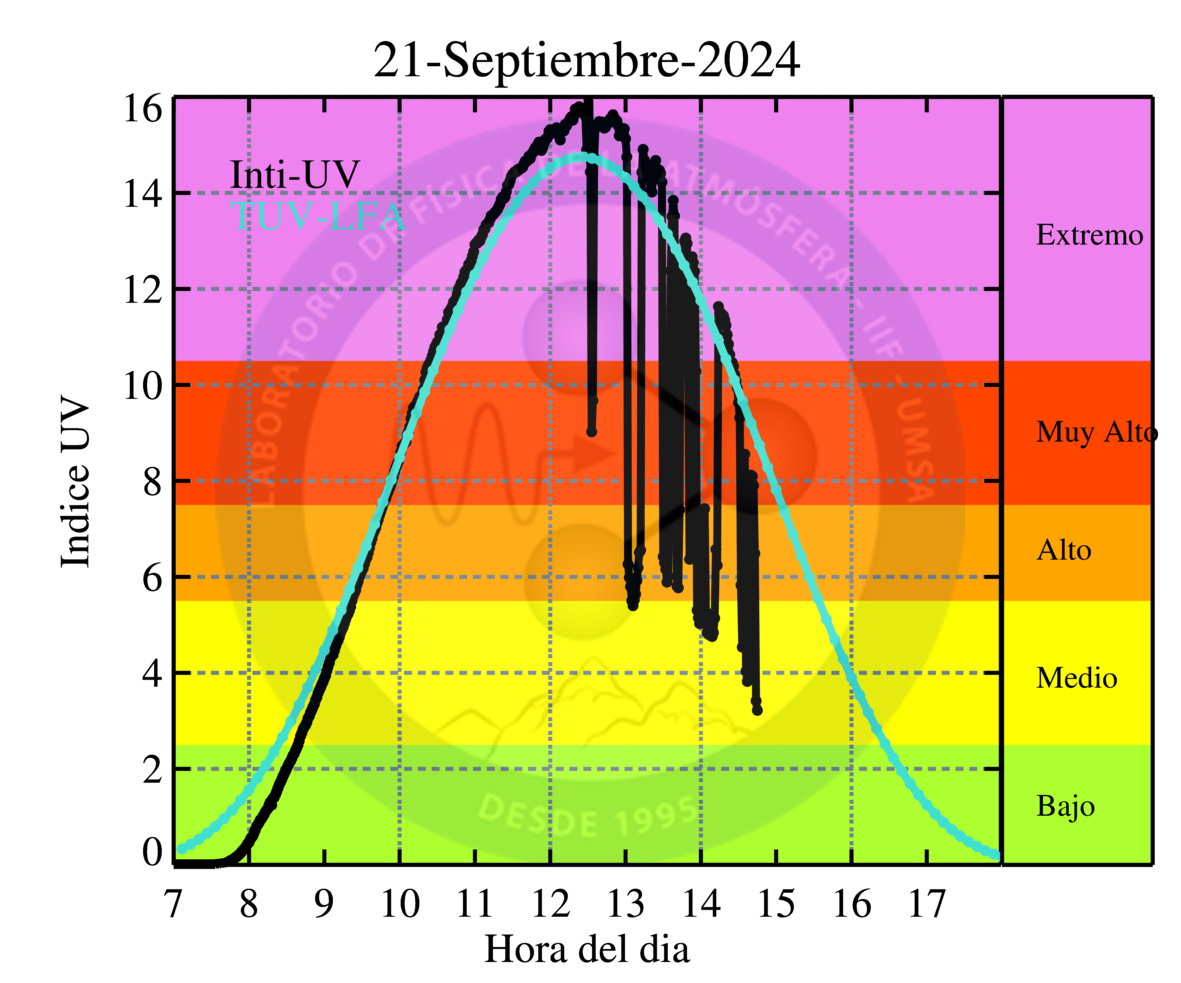 21-Septiembre-2024
Indice UV
16
14
12
10
8
6
4
2
0
Inti-UV
TUV-LFA
LABORATORIO DE FÍSICA DE LA ATMÓSFERA - IIF - UMSA
DESDE 1995
Extremo
Muy Alto
Alto
Medio
Bajo
7 8 9 10 11 12 13 14 15 16 17
Hora del dia